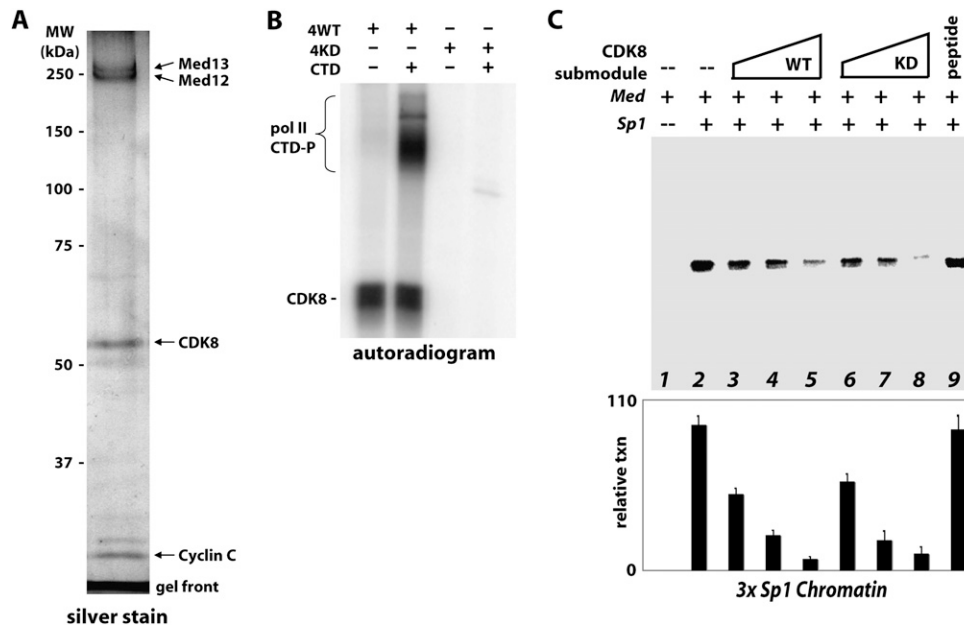 A
MW
(kDa)
250 -
150 -
100 -
75 -
50 -
37 -
Med13
Med12
CDK8
Cyclin C
gel front
silver stain
B
4WT + + – –
4KD – – + +
CTD – + – +
pol II
CTD-P
CDK8 -
autoradiogram
C
CDK8
submodule -- -- WT KD peptide
Med + + + + + + + + +
Sp1 -- + + + + + + + +
1 2 3 4 5 6 7 8 9
110
relative txn
0
3x Sp1 Chromatin